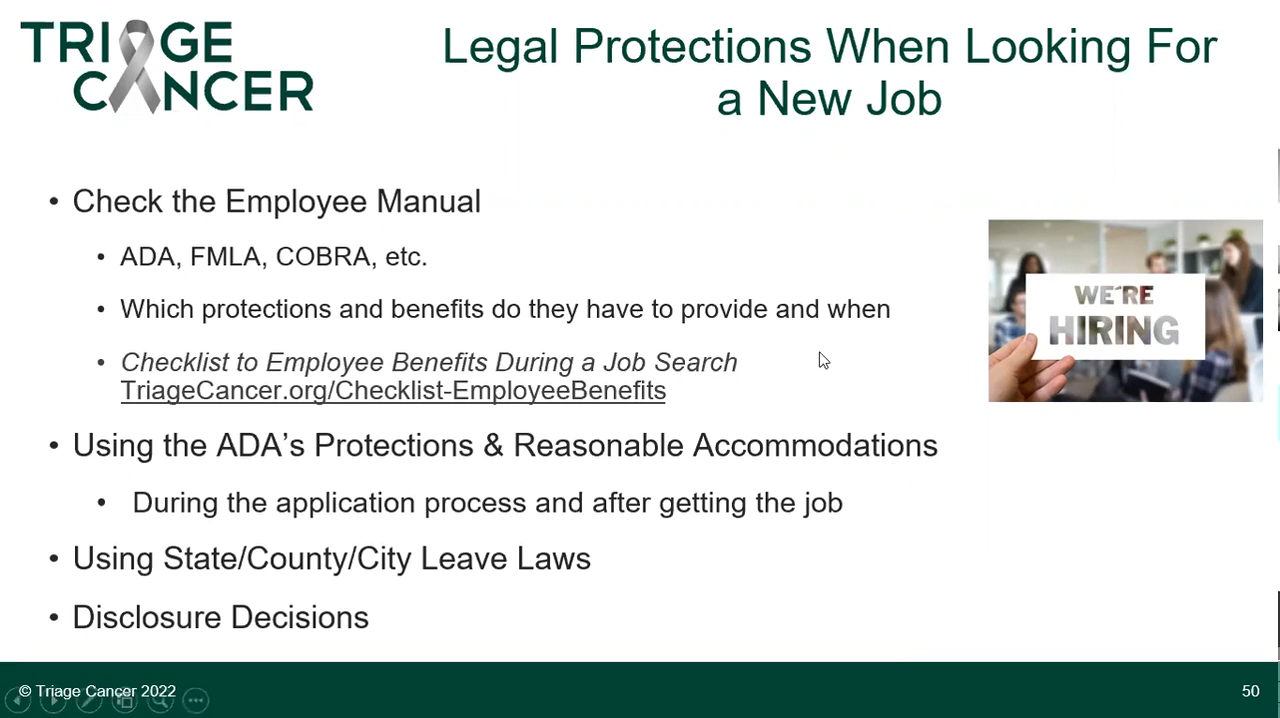 TRIAGE
CANCER
Legal Protections When Looking For
a New Job
• Check the Employee Manual
• ADA, FMLA, COBRA, etc.
• Which protections and benefits do they have to provide and when
• Checklist to Employee Benefits During a Job Search
TriageCancer.org/Checklist-EmployeeBenefits
WE'RE
HIRING
• Using the ADA’s Protections & Reasonable Accommodations
• During the application process and after getting the job
• Using State/County/City Leave Laws
• Disclosure Decisions
© Triage Cancer 2022
50